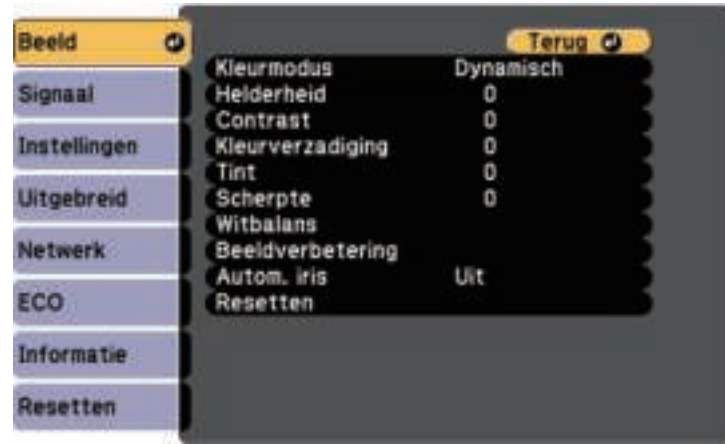 Beeld
Signaal
Instellingen
Uitgebreid
Netwerk
ECO
Informatie
Resetten
Terug
Kleurmodus Dynamisch
Helderheid 0
Contrast 0
Kleurverzadiging 0
Tint 0
Scherpte 0
Witbalans
Beeldverbetering
Autom. iris Uit
Resetten